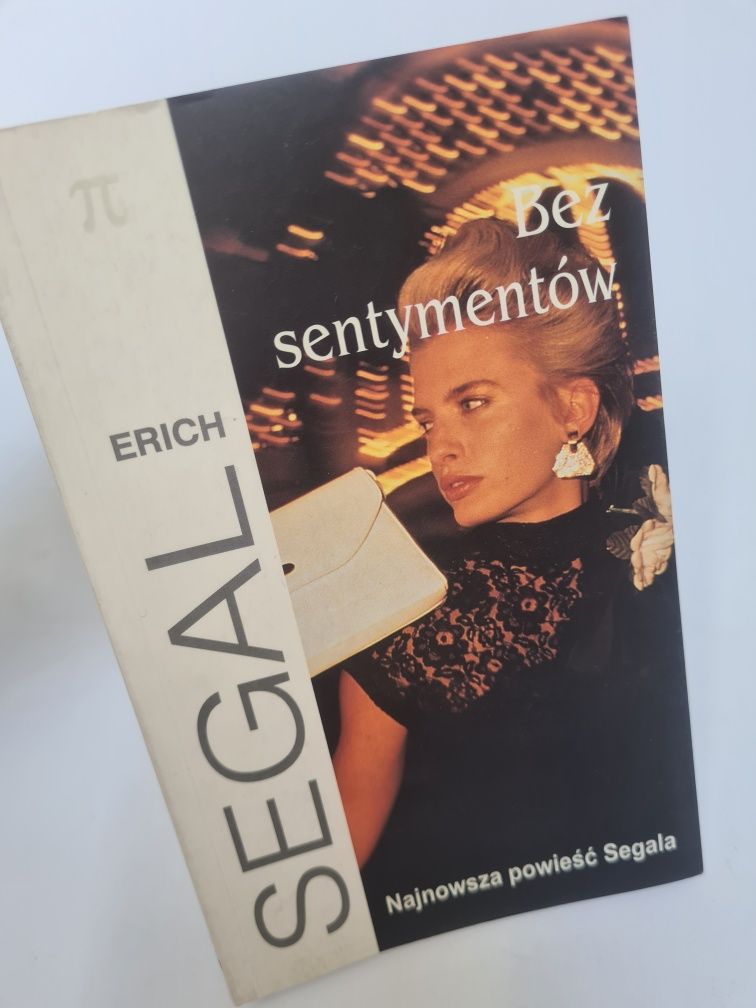 π
ERICH
SEGAL
Bez
sentymentów
Najnowsza powieść Segala